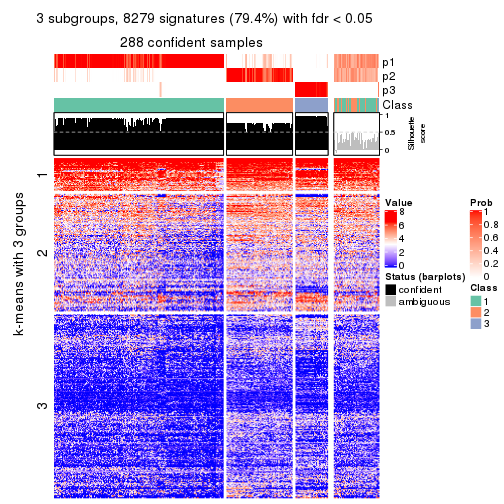 3 subgroups, 8279 signatures (79.4%) with fdr < 0.05
288 confident samples
p1
p2
p3
Class
1
0.5
0
Silhouette
score
k-means with 3 groups
1
2
3
Value
8
6
4
2
0
Status (barplots)
confident
ambiguous
Prob
1
0.8
0.6
0.4
0.2
0
Class
1
2
3